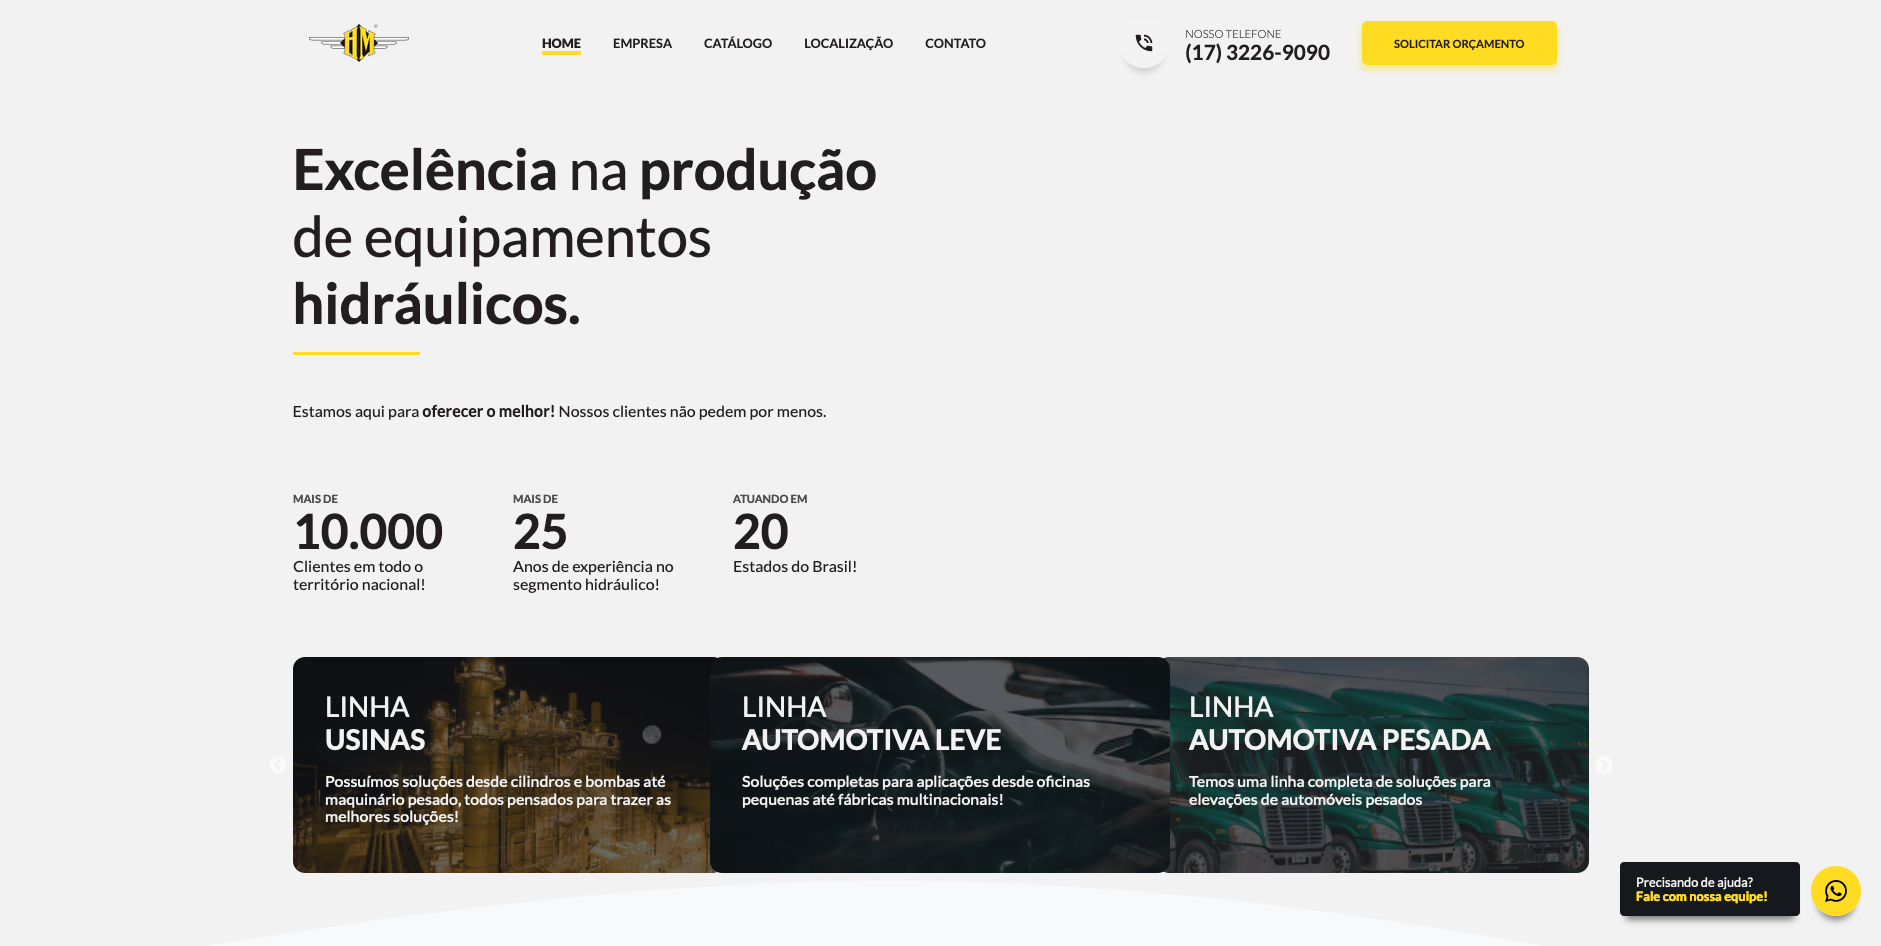 HM
HOME
EMPRESA
CATÁLOGO
LOCALIZAÇÃO
CONTATO
NOSSO TELEFONE
(17) 3226-9090
SOLICITAR ORÇAMENTO
Excelência na produção
de equipamentos
hidráulicos.
Estamos aqui para oferecer o melhor! Nossos clientes não pedem por menos.
MAIS DE
10.000
Clientes em todo o
território nacional!
MAIS DE
25
Anos de experiência no
segmento hidráulico!
ATUANDO EM
20
Estados do Brasil!
LINHA
USINAS
Possuímos soluções desde cilindros e bombas até
maquinário pesado, todos pensados para trazer as
melhores soluções!
LINHA
AUTOMOTIVA LEVE
Soluções completas para aplicações desde oficinas
pequenas até fábricas multinacionais!
LINHA
AUTOMOTIVA PESADA
Temos uma linha completa de soluções para
elevações de automóveis pesados
Precisando de ajuda?
Fale com nossa equipe!